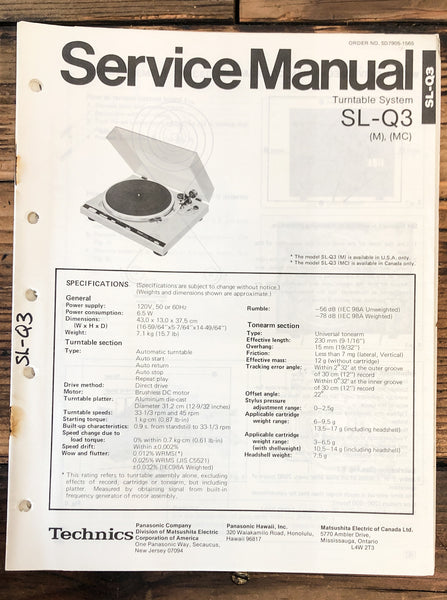 ORDER NO. SD7905-1565
Service Manual
SL-Q3
Turntable System
SL-Q3
(M), (MC)
* The model SL-Q3 (M) is available in U.S.A. only.
* The model SL-Q3 (MC) is available in Canada only.
SL-Q3
SPECIFICATIONS (Specifications are subject to change without notice.)
(Weights and dimensions shown are approximate.)
General
Power supply: 120V, 50 or 60Hz
Power consumption: 6.5 W
Dimensions: 43.0 x 13.0 x 37.5 cm
(W x H x D) (16-59/64"x5-7/64"x14-49/64")
Weight: 7.1 kg (15.7 lb)
Turntable section
Type: Automatic turntable
Auto start
Auto return
Auto stop
Repeat play
Drive method: Direct drive
Motor: Brushless DC motor
Turntable platter: Aluminum die-cast
Diameter 31.2 cm (12-9/32 inches)
Turntable speeds: 33-1/3 rpm and 45 rpm
Starting torque: 1 kg·cm (0.87 lb-in)
Build-up characteristics: 0.9 s. from standstill to 33-1/3 rpm
Speed change due to
load torque: 0% within 0.7 kg·cm (0.61 lb-in)
Speed drift: Within ±0.002%
Wow and flutter: 0.012% WRMS(*)
0.025% WRMS (JIS C5521)
±0.032% (IEC98A Weighted)
* This rating refers to turntable assembly alone, excluding
effects of record, cartridge or tonearm, but including
platter. Measured by obtaining signal from built-in
frequency generator of motor assembly.
Rumble: −56 dB (IEC 98A Unweighted)
−78 dB (IEC 98A Weighted)
Tonearm section
Type: Universal tonearm
Effective length: 230 mm (9-1/16")
Overhang: 15 mm (19/32")
Friction: Less than 7 mg (lateral, Vertical)
Effective mass: 12 g (without cartridge)
Tracking error angle: Within 2°32' at the outer groove
of 30 cm (12") record
Within 0°32' at the inner groove
of 30 cm (12") record
Offset angle: 22°
Stylus pressure
adjustment range: 0~2.5g
Applicable cartridge
weight range: 6~9.5 g
13.5~17 g (including headshell)
Applicable cartridge
weight range: 3~6.5 g
(with shellweight) 10.5~14 g (including headshell)
Headshell weight: 7.5 g
Technics
Panasonic Company
Division of Matsushita Electric
Corporation of America
One Panasonic Way, Secaucus,
New Jersey 07094
Panasonic Hawaii, Inc.
320 Waiakamilo Road, Honolulu,
Hawaii 96817
Matsushita Electric of Canada Ltd.
5770 Ambler Drive,
Mississauga, Ontario
L4W 2T3